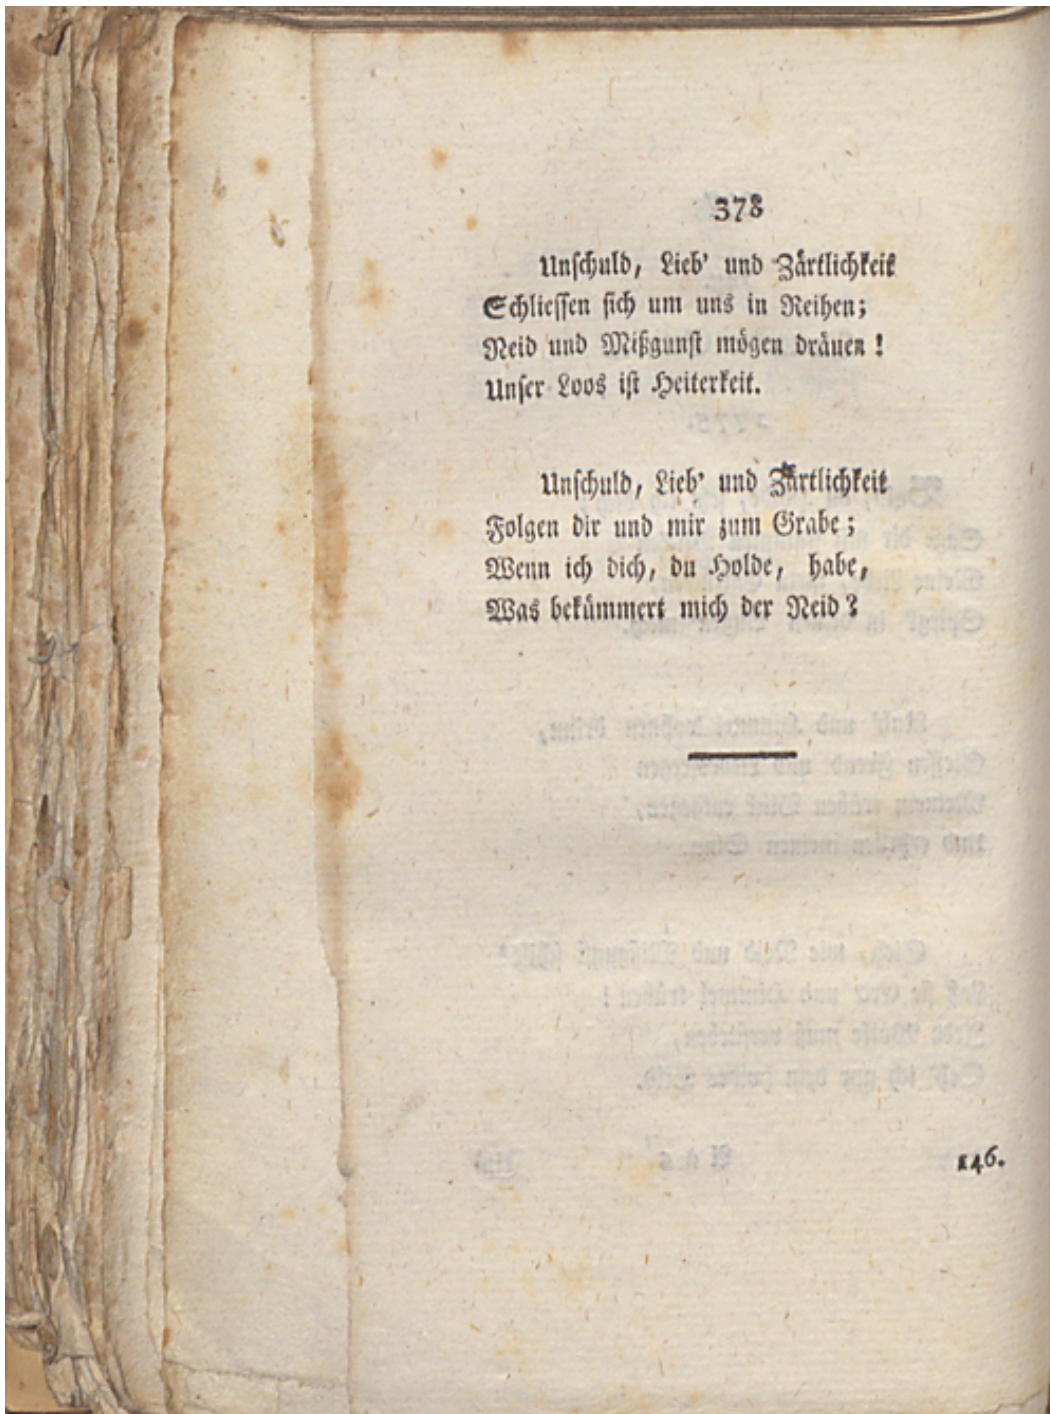 378
Unschuld, Lieb' und Zärtlichkeit
Schliessen sich um uns in Reihen;
Neid und Mißgunst mögen dräuen!
Unser Loos ist Heiterkeit.
Unschuld, Lieb' und Zärtlichkeit
Folgen dir und mir zum Grabe;
Wenn ich dich, du Holde, habe,
Was bekümmert mich der Neid?
146.